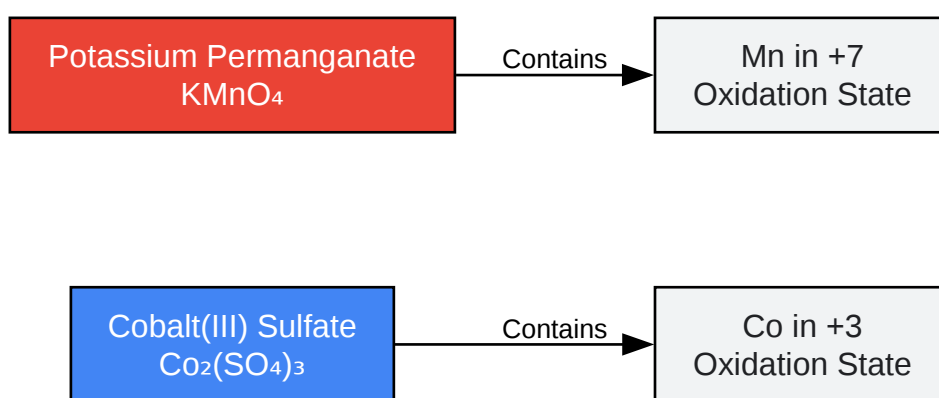 Potassium Permanganate
KMnO₄
Contains
Mn in +7
Oxidation State
Cobalt(III) Sulfate
Co₂(SO₄)₃
Contains
Co in +3
Oxidation State